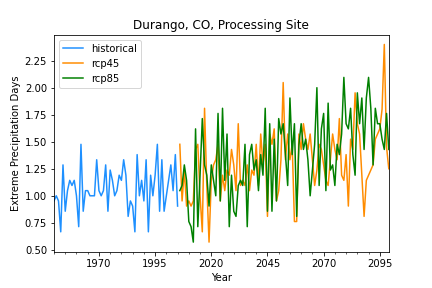 Durango, CO, Processing Site
historical
rcp45
rcp85
Extreme Precipitation Days
2.25
2.00
1.75
1.50
1.25
1.00
0.75
0.50
1970 1995 2020 2045 2070 2095
Year